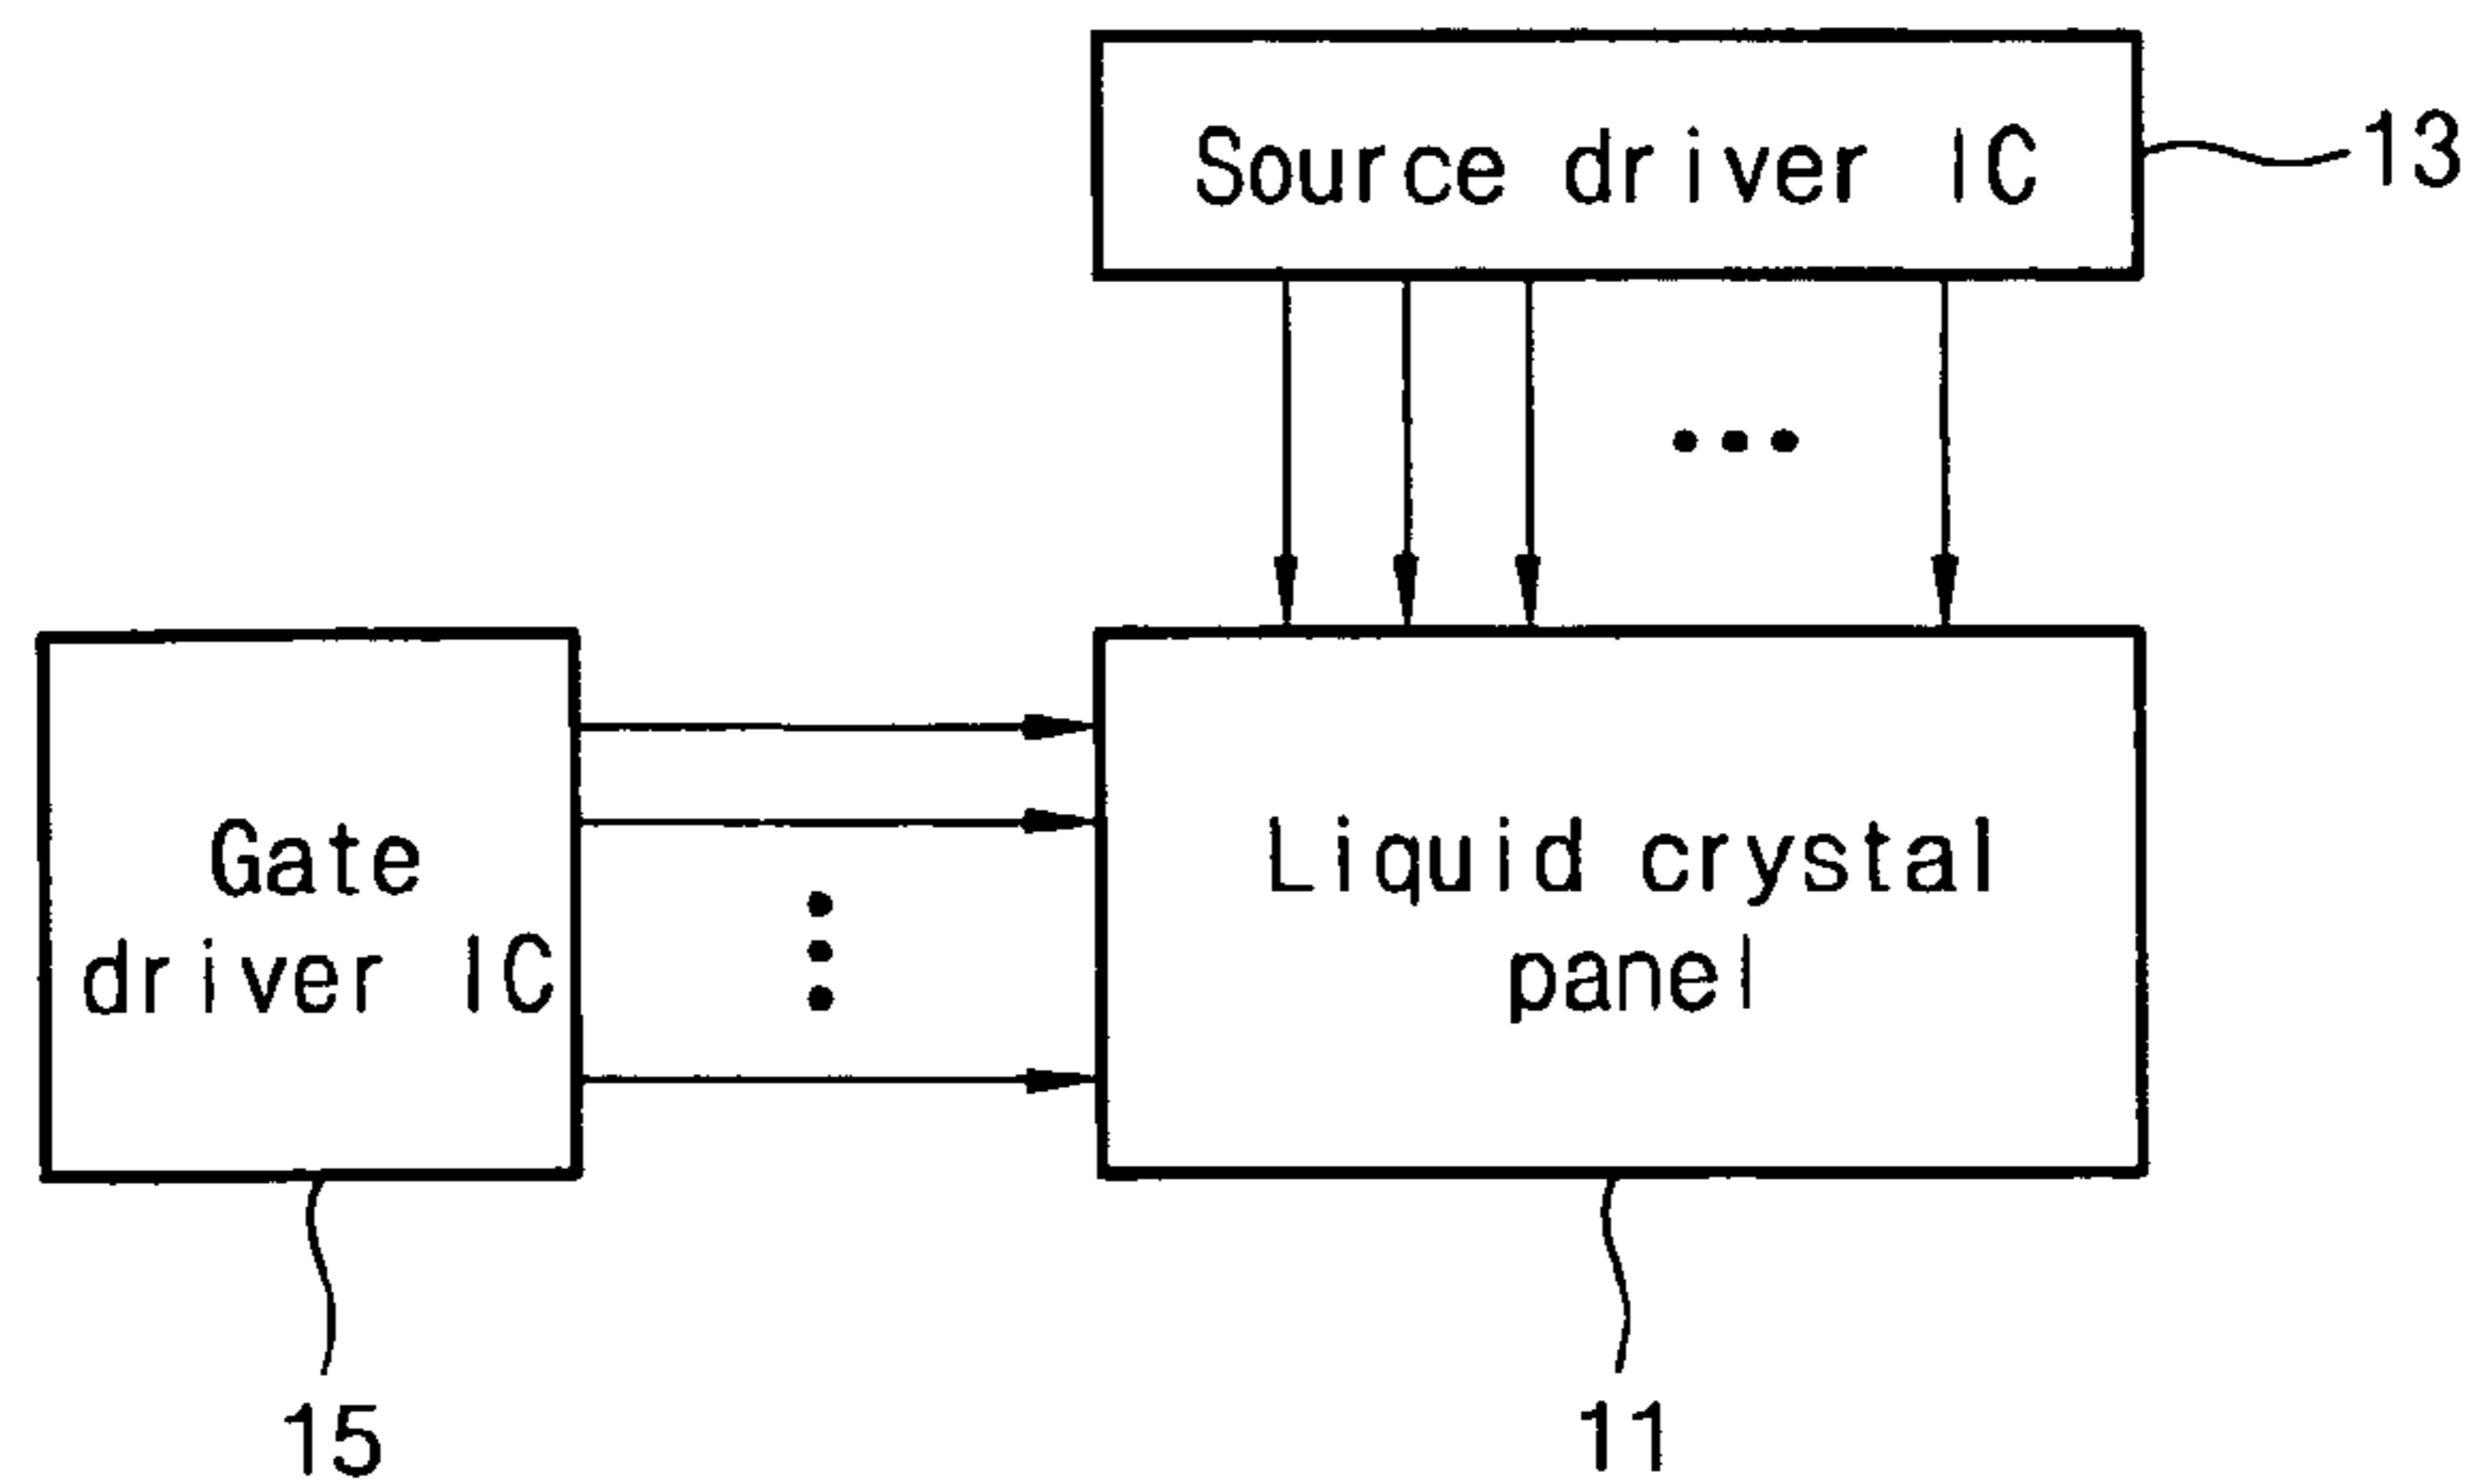 Source driver IC
13
Gate
driver IC
Liquid crystal
panel
15
11